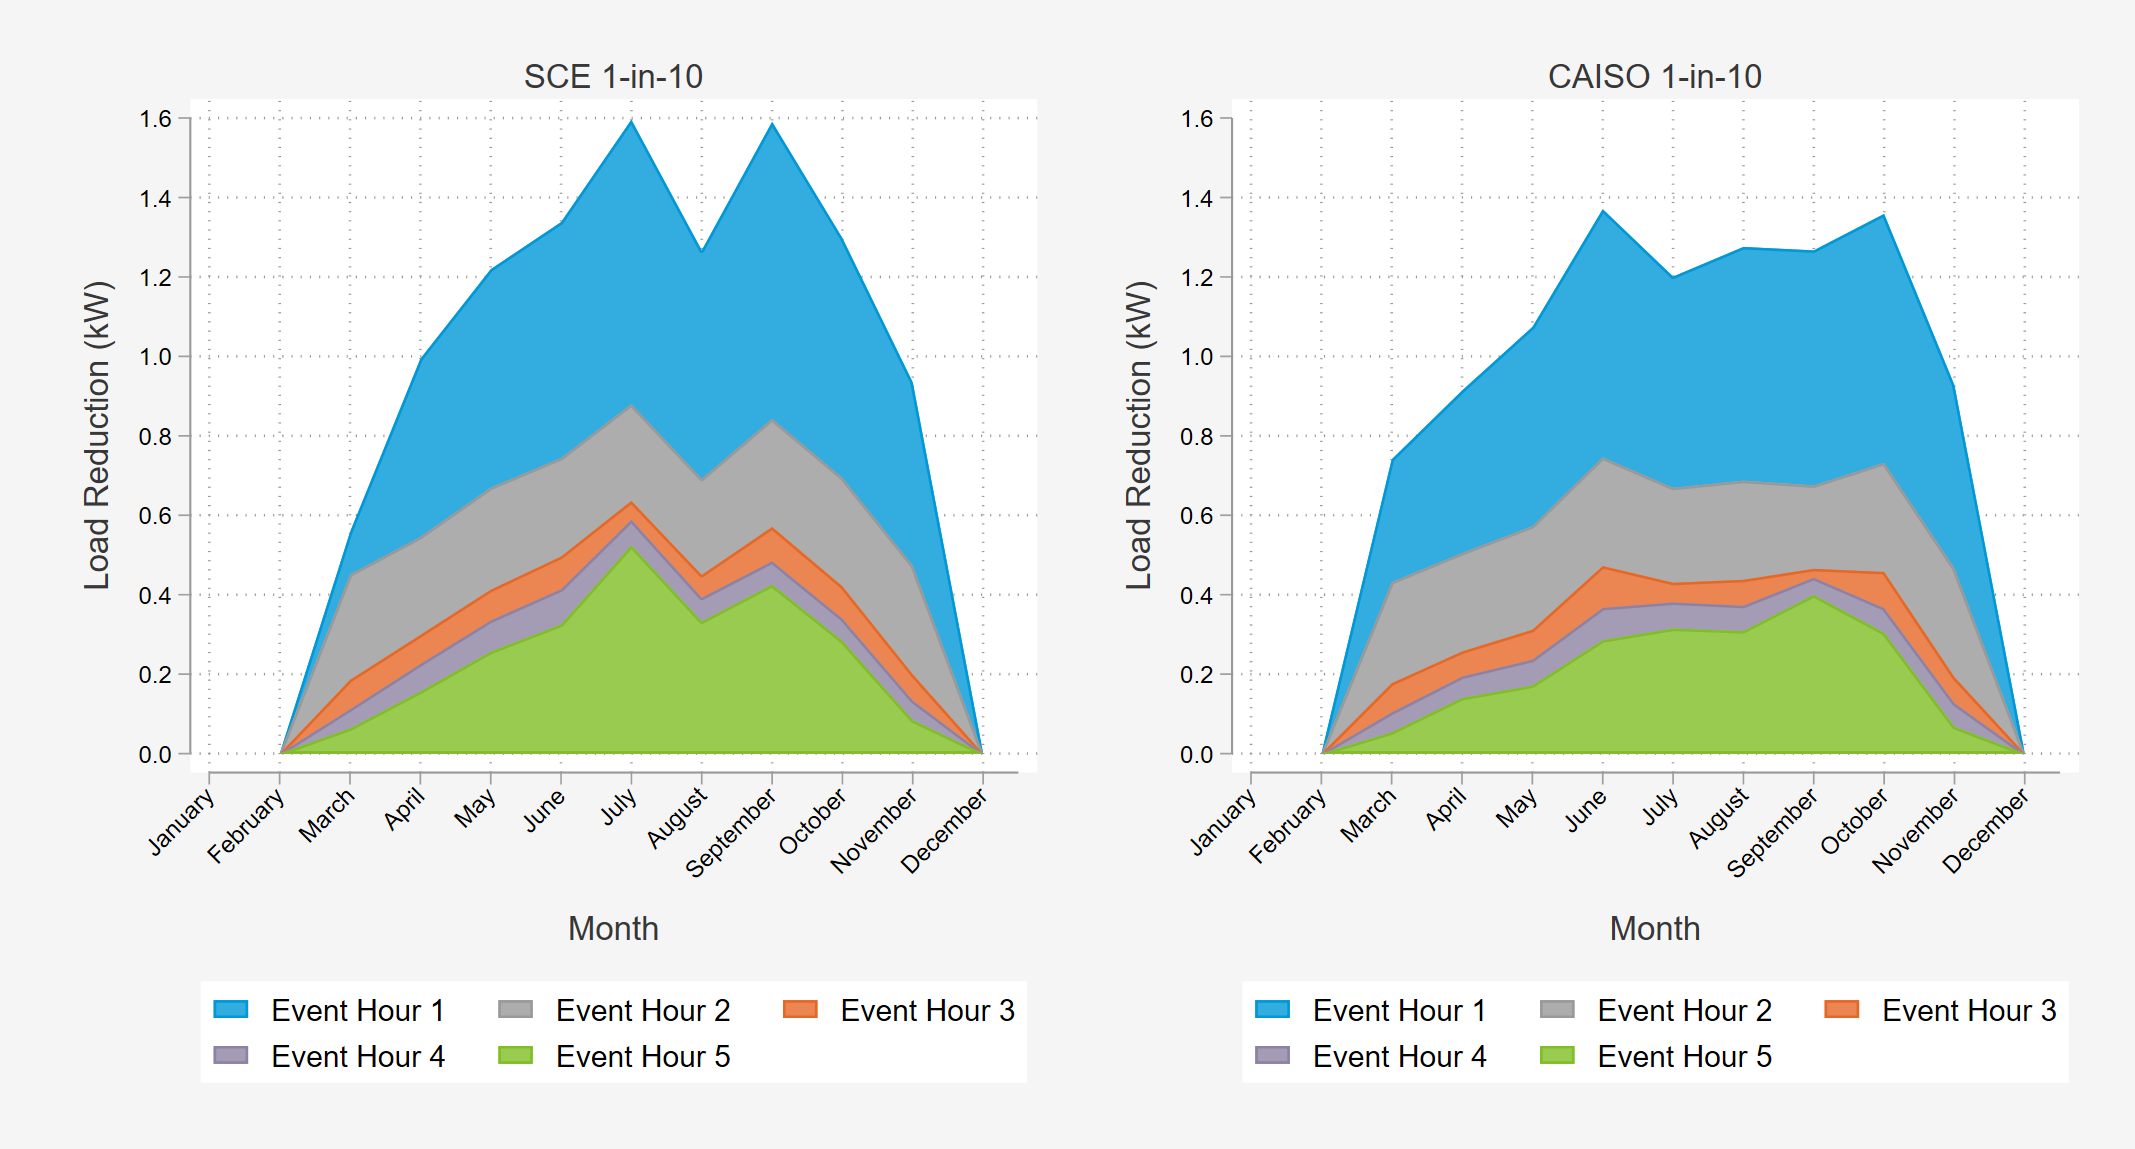 SCE 1-in-10
1.6
1.4
1.2
1.0
0.8
0.6
0.4
0.2
0.0
Load Reduction (kW)
January
February
March
April
May
June
July
August
September
October
November
December
Month
Event Hour 1
Event Hour 2
Event Hour 3
Event Hour 4
Event Hour 5
CAISO 1-in-10
1.6
1.4
1.2
1.0
0.8
0.6
0.4
0.2
0.0
Load Reduction (kW)
January
February
March
April
May
June
July
August
September
October
November
December
Month
Event Hour 1
Event Hour 2
Event Hour 3
Event Hour 4
Event Hour 5